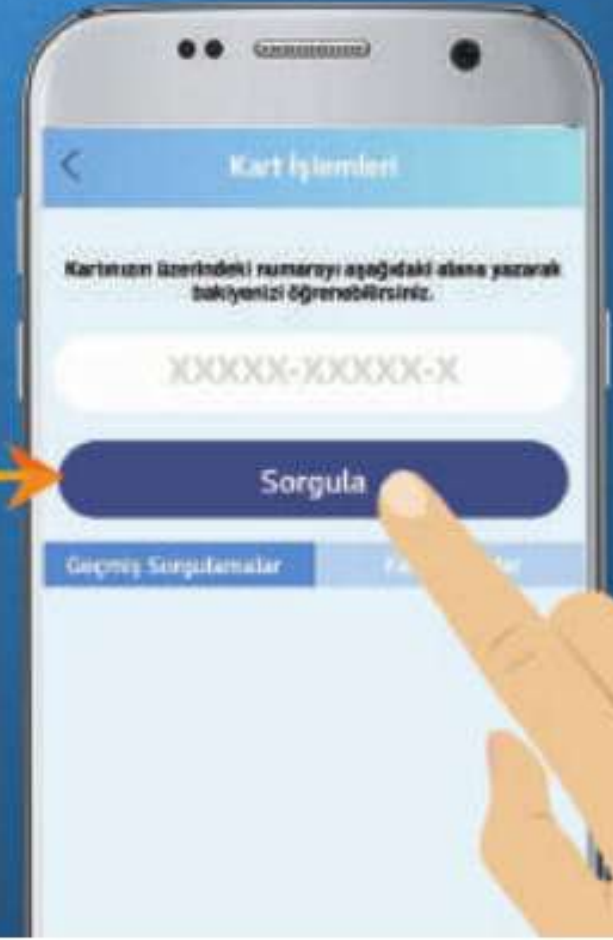 Kart İşlemleri
Kartınızın üzerindeki numarayı aşağıdaki alana yazarak
bakiyenizi öğrenebilirsiniz.
XXXXX-XXXXX-X
Sorgula
Geçmiş Sorgulamalar